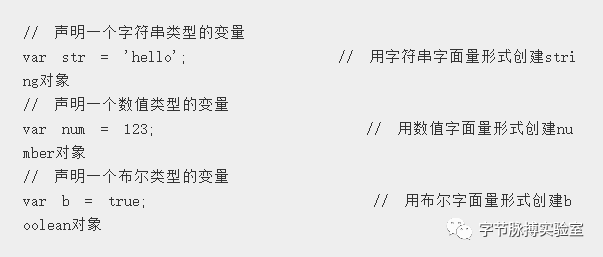 // 声明一个字符串类型的变量
var str = 'hello'; // 用字符串字面量形式创建stri
ng对象
// 声明一个数值类型的变量
var num = 123; // 用数值字面量形式创建nu
mber对象
// 声明一个布尔类型的变量
var b = true; // 用布尔字面量形式创建b
oolean对象
字节脉搏实验室